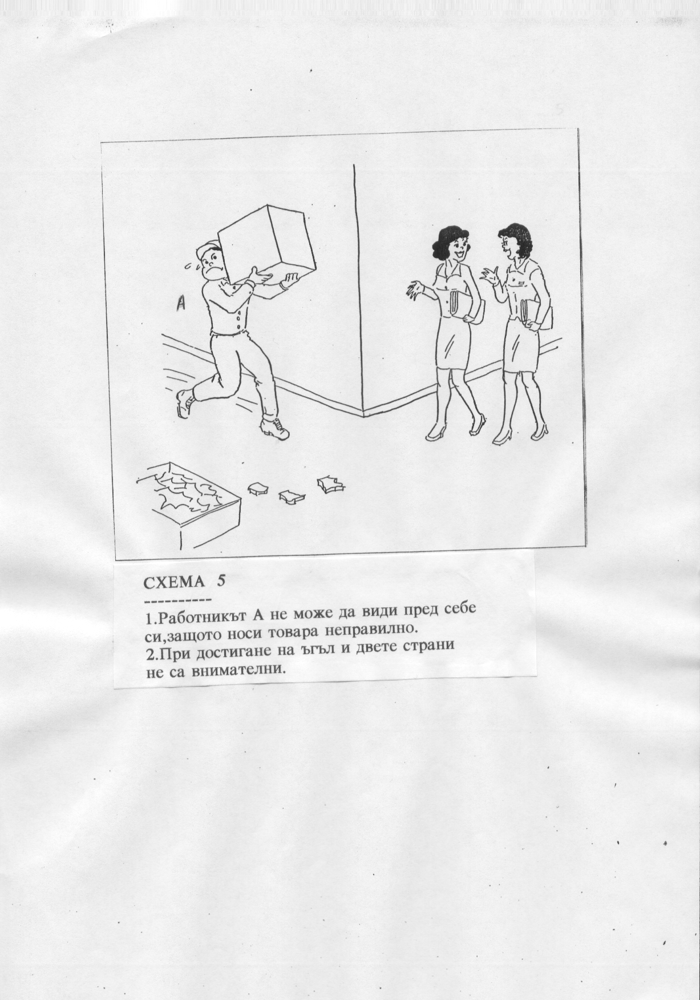 A
СХЕМА 5
----------
1.Работникът А не може да види пред себе
си,защото носи товара неправилно.
2.При достигане на ъгъл и двете страни
не са внимателни.